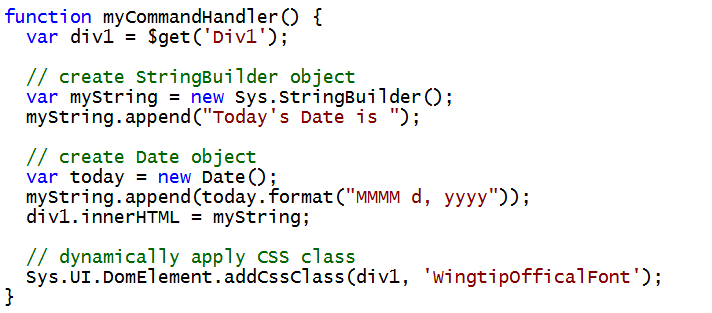 function myCommandHandler() {
  var div1 = $get('Div1');

  // create StringBuilder object
  var myString = new Sys.StringBuilder();
  myString.append("Today's Date is ");

  // create Date object
  var today = new Date();
  myString.append(today.format("MMMM d, yyyy"));
  div1.innerHTML = myString;

  // dynamically apply CSS class
  Sys.UI.DomElement.addCssClass(div1, 'WingtipOfficalFont');
}